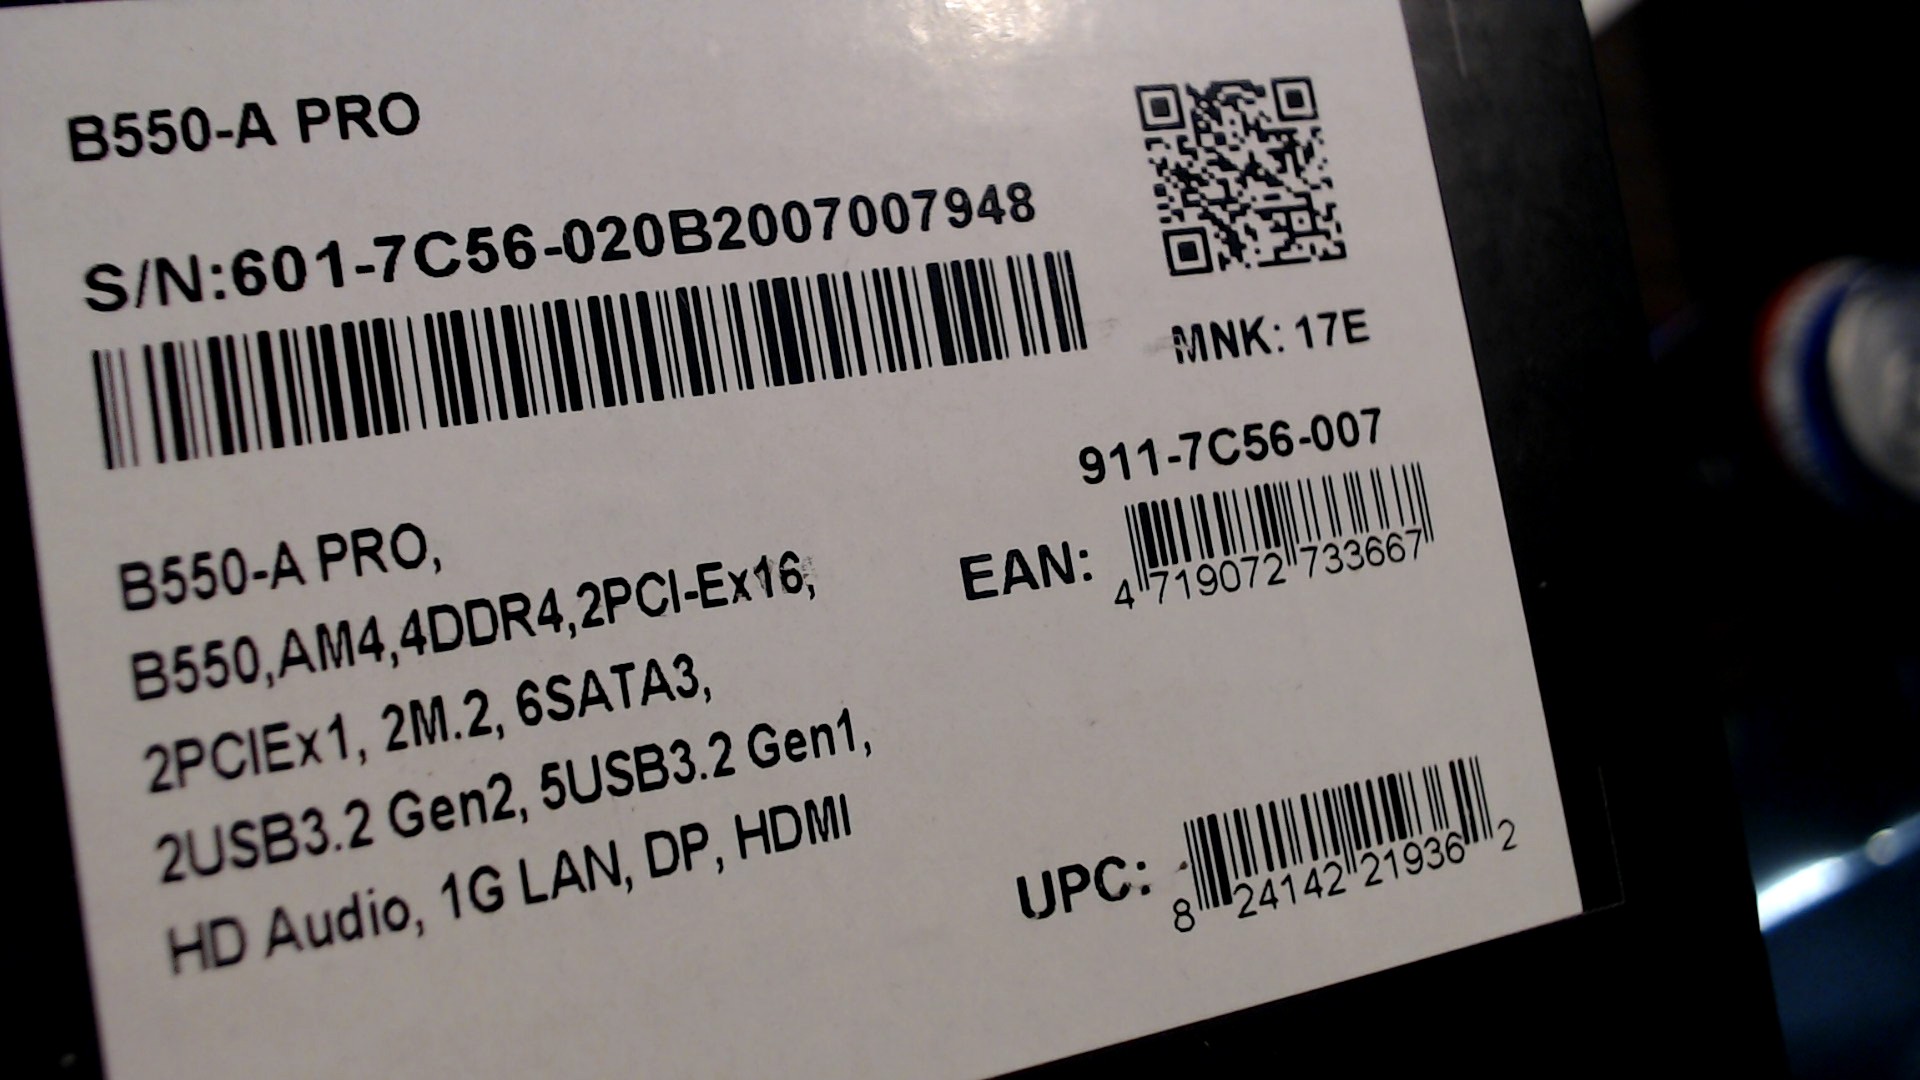 B550-A PRO
S/N:601-7C56-020B2007007948
MNK: 17E
911-7C56-007
EAN:
4 719072 733667
B550-A PRO,
B550,AM4,4DDR4,2PCI-Ex16,
2PCIEx1, 2M.2, 6SATA3,
2USB3.2 Gen2, 5USB3.2 Gen1,
HD Audio, 1G LAN, DP, HDMI
UPC:
8 24142 21936 2